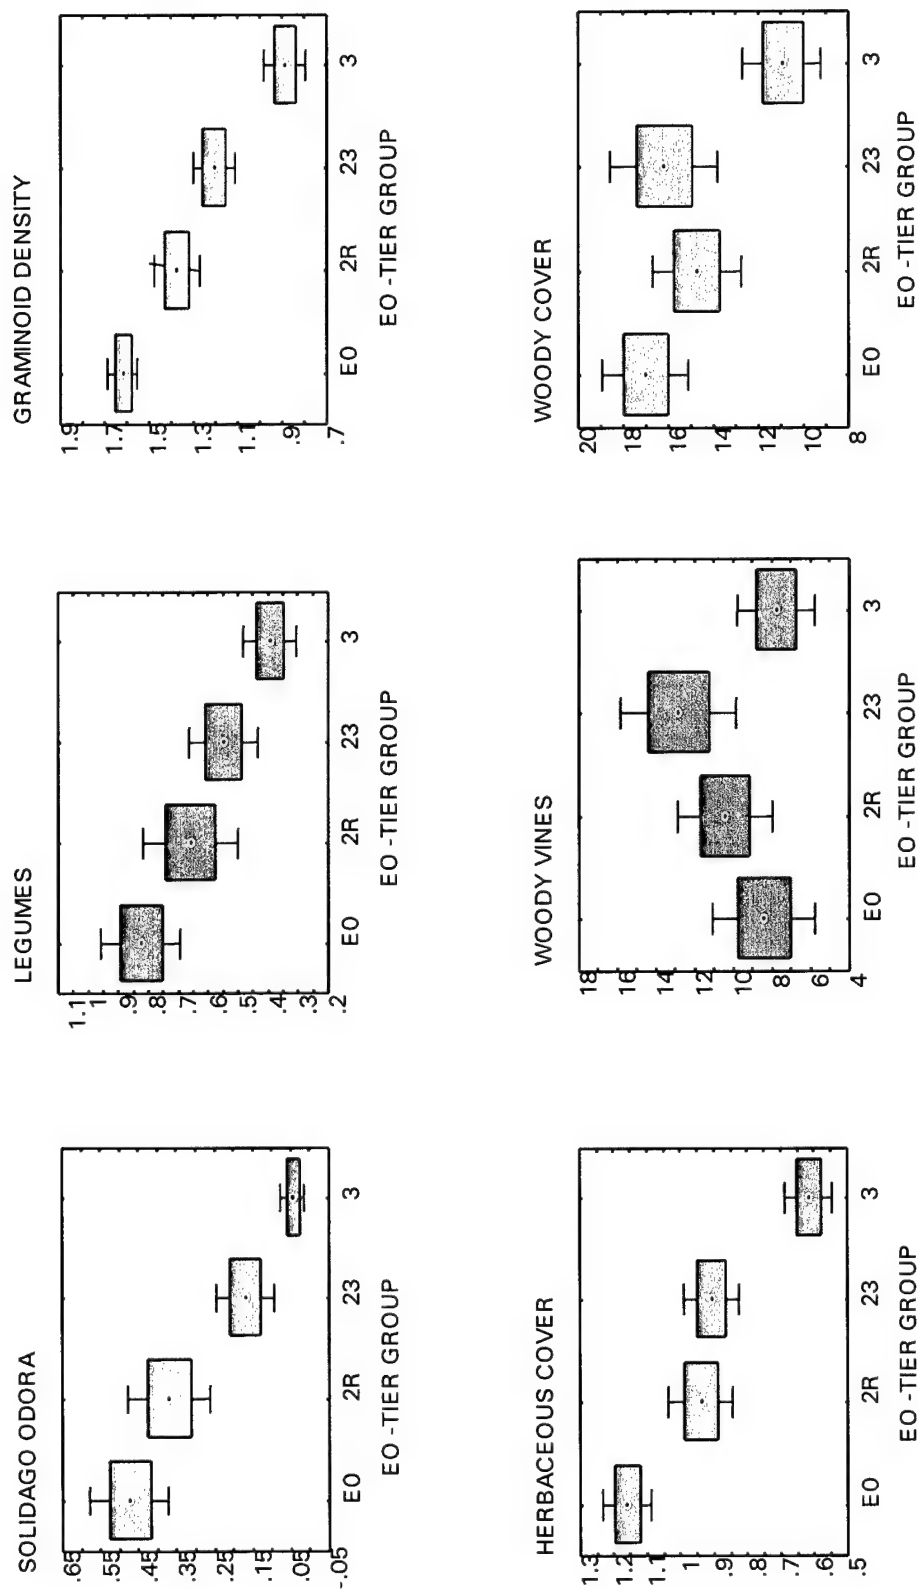 SOLIDAGO ODORA
.65
.55
.45
.35
.25
.15
.05
-.05
E0 2R 23 3
EO -TIER GROUP
LEGUMES
1.1
1
.9
.8
.7
.6
.5
.4
.3
.2
E0 2R 23 3
EO -TIER GROUP
GRAMINOID DENSITY
1.9
1.7
1.5
1.3
1.1
.9
.7
E0 2R 23 3
EO -TIER GROUP
HERBACEOUS COVER
1.3
1.2
1.1
1
.9
.8
.7
.6
.5
E0 2R 23 3
EO -TIER GROUP
WOODY VINES
18
16
14
12
10
8
6
4
E0 2R 23 3
EO -TIER GROUP
WOODY COVER
20
18
16
14
12
10
8
E0 2R 23 3
EO -TIER GROUP